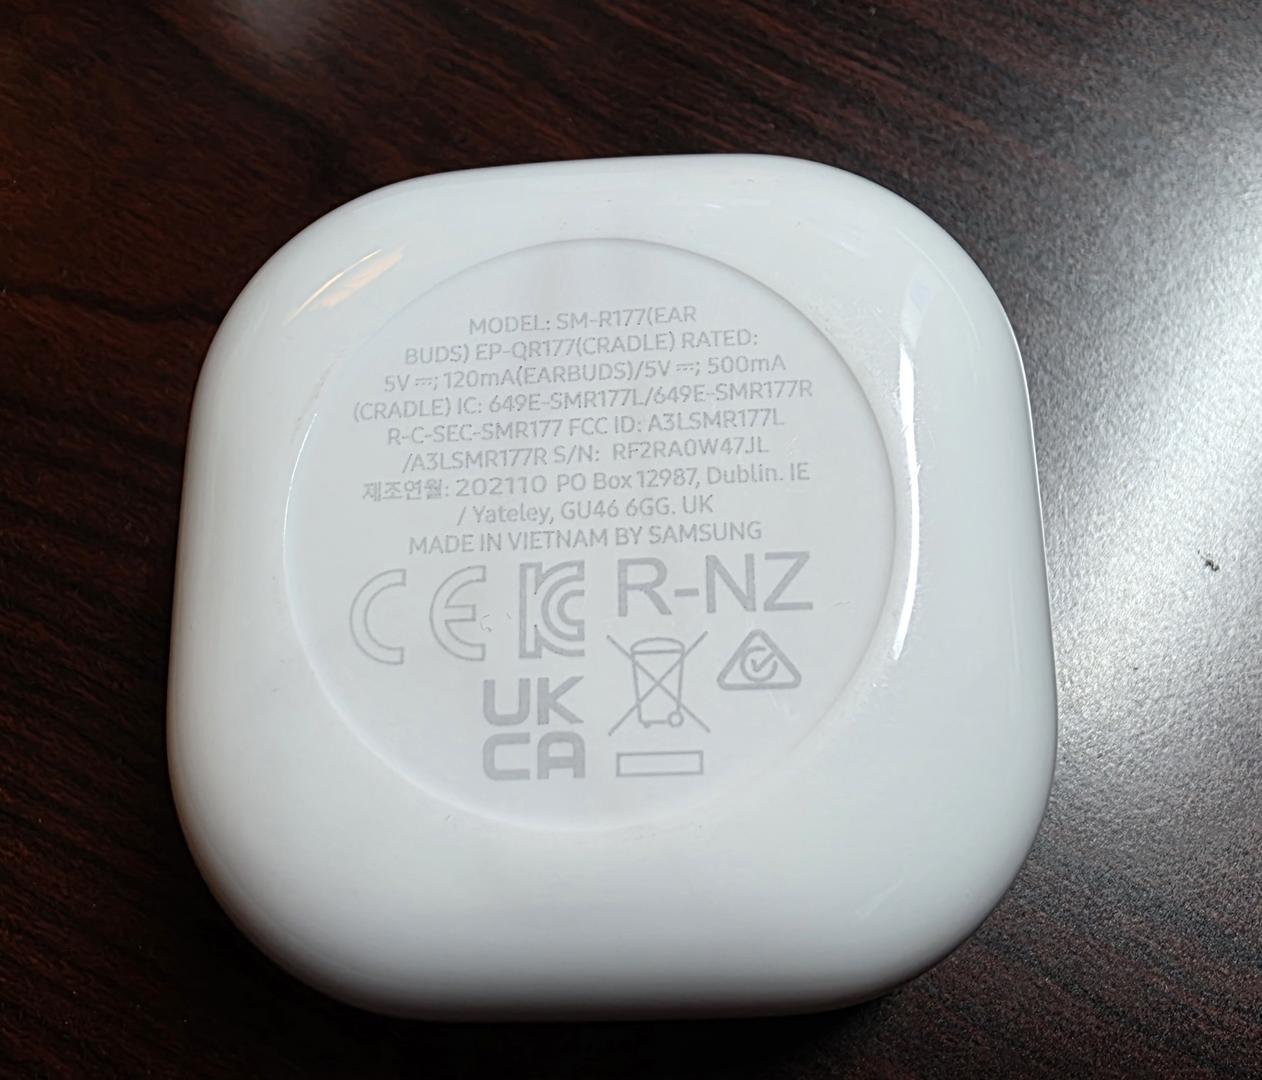 MODEL: SM-R177(EAR
BUDS) EP-QR177(CRADLE) RATED:
5V ⎓; 120mA(EARBUDS)/5V ⎓; 500mA
(CRADLE) IC: 649E-SMR177L/649E-SMR177R
R-C-SEC-SMR177 FCC ID: A3LSMR177L
/A3LSMR177R S/N: RF2RA0W47JL
제조연월: 202110 PO Box 12987, Dublin. IE
/ Yateley, GU46 6GG. UK
MADE IN VIETNAM BY SAMSUNG
CE KC R-NZ
UK
CA